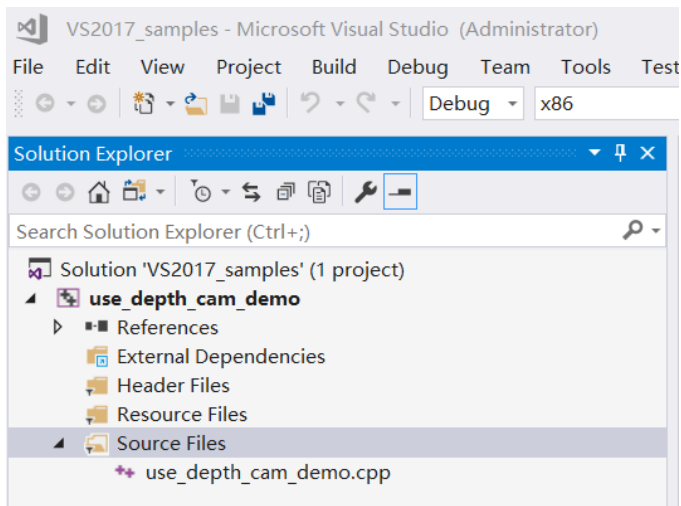 VS2017_samples - Microsoft Visual Studio (Administrator)
File Edit View Project Build Debug Team Tools Test
Debug x86
Solution Explorer
Search Solution Explorer (Ctrl+;)
Solution 'VS2017_samples' (1 project)
use_depth_cam_demo
References
External Dependencies
Header Files
Resource Files
Source Files
use_depth_cam_demo.cpp